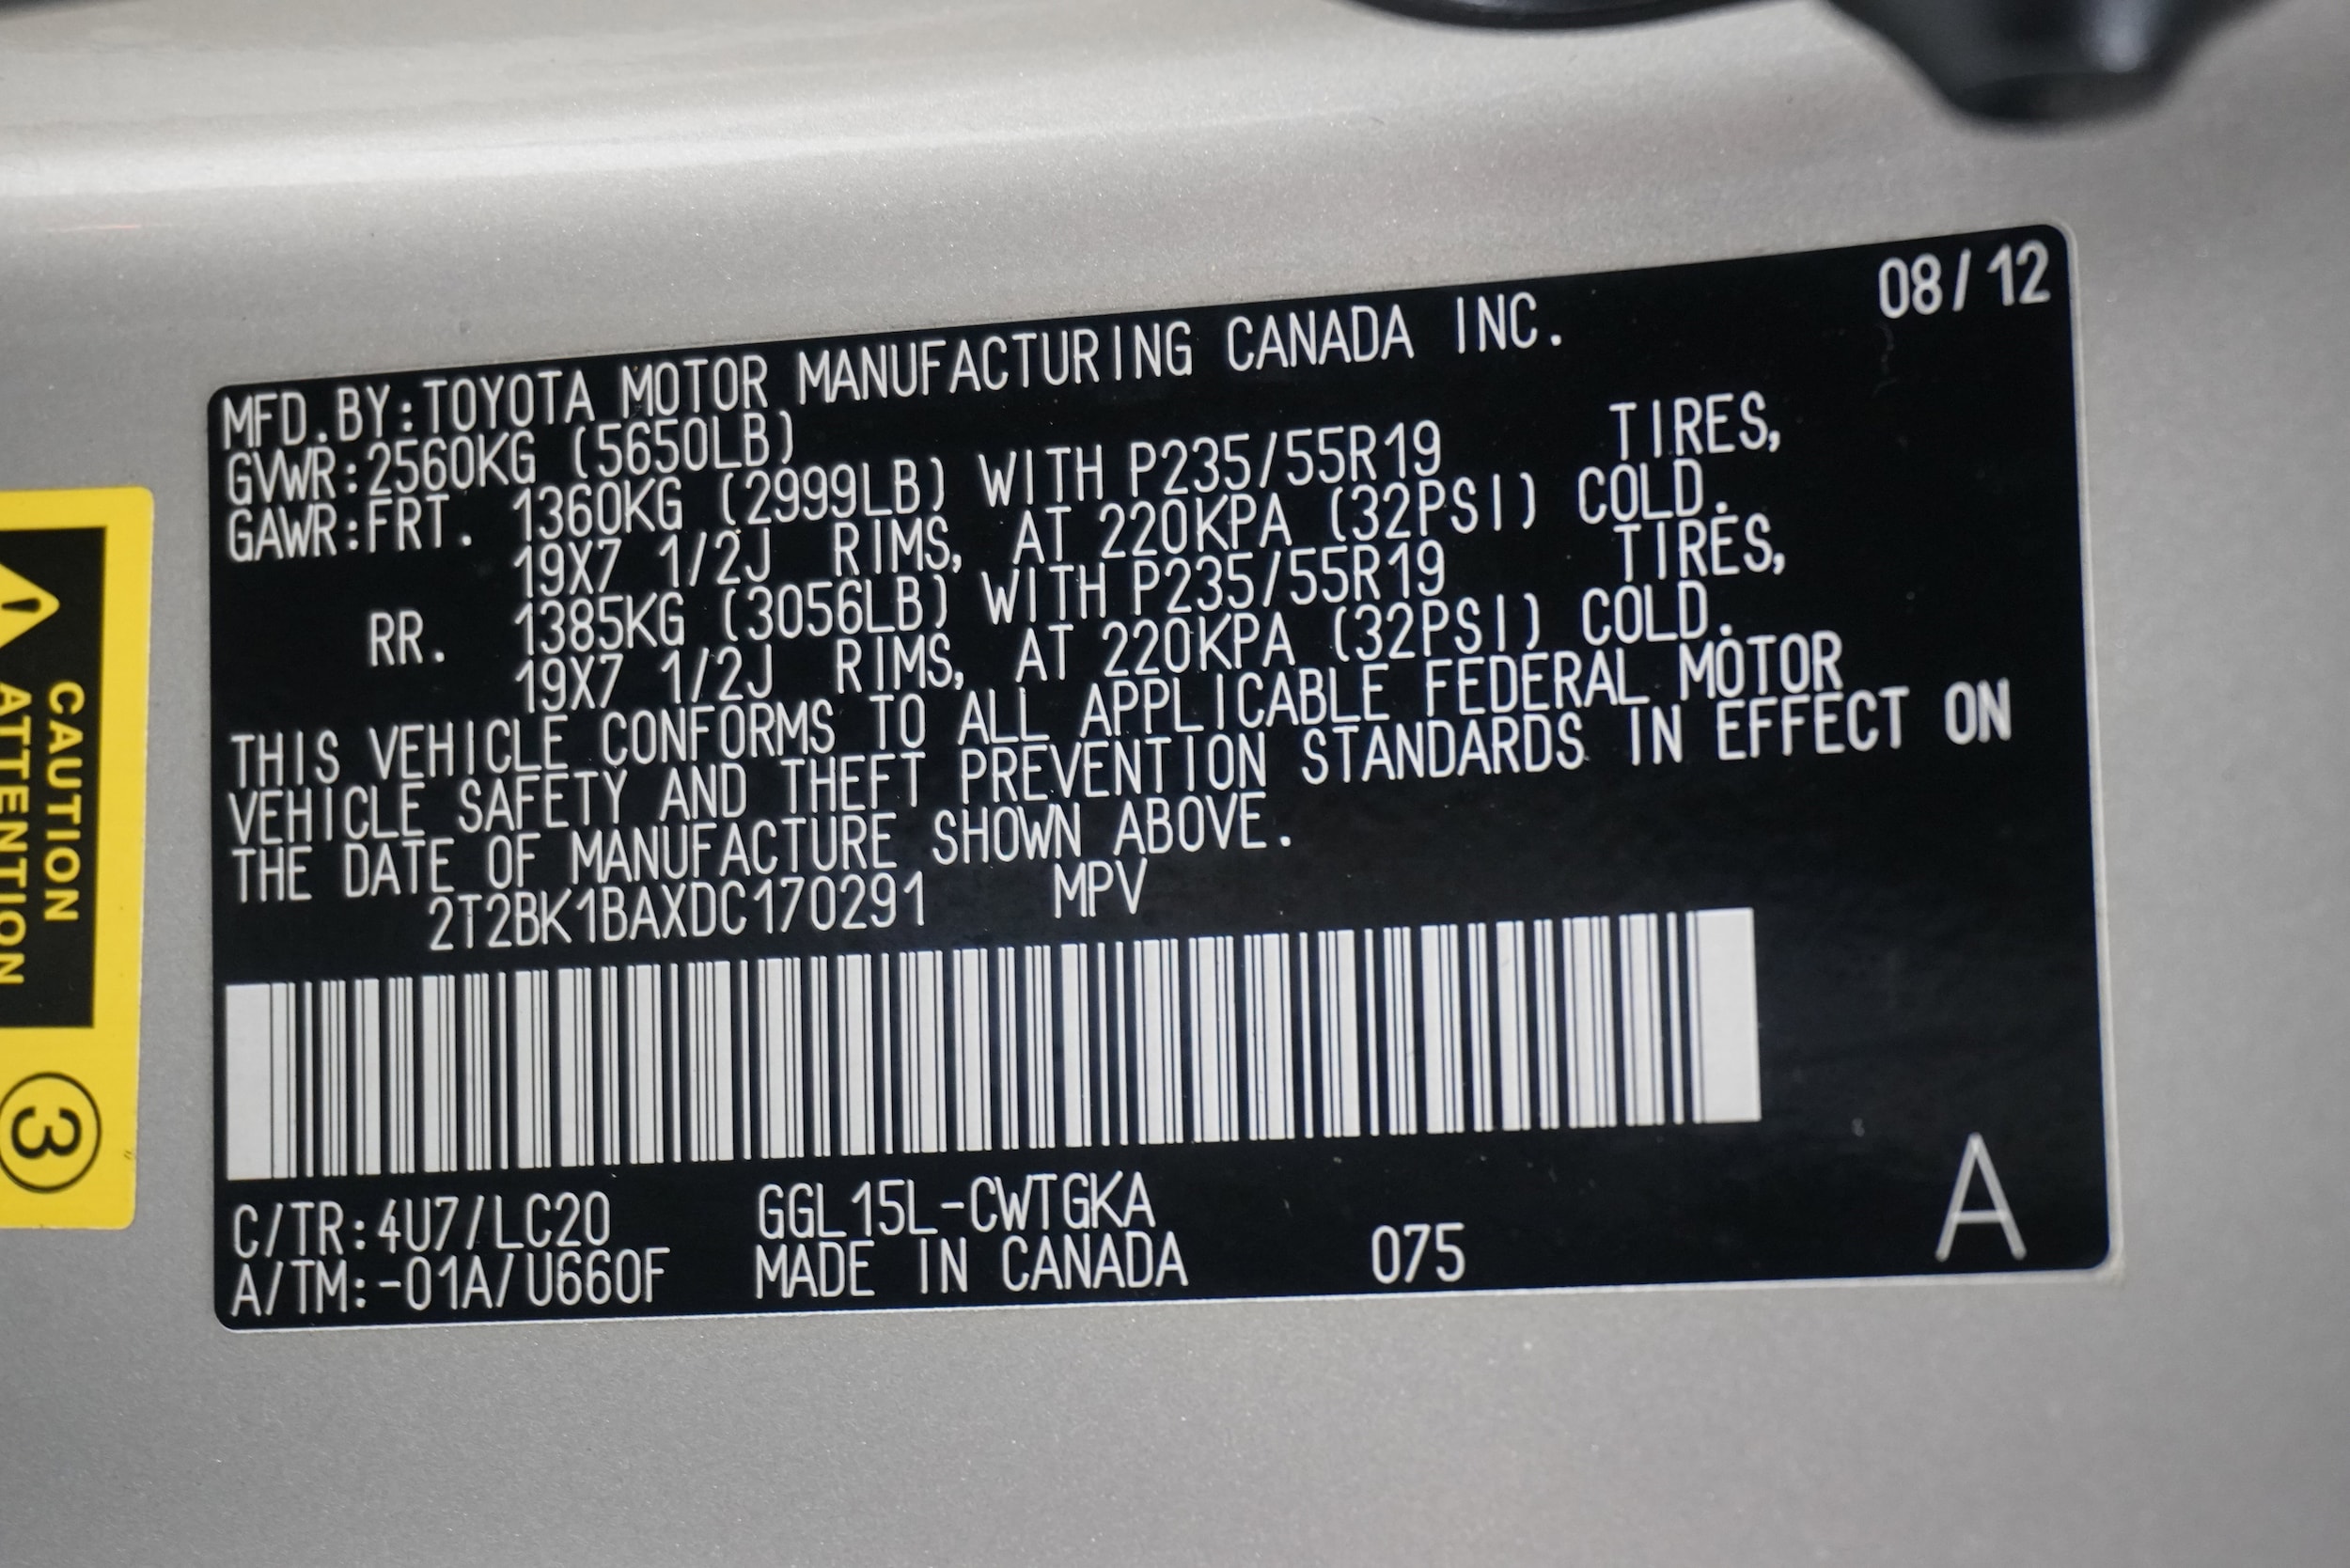 08/12
MFD.BY:TOYOTA MOTOR MANUFACTURING CANADA INC.
GVWR:2560KG (5650LB)
GAWR:FRT. 1360KG (2999LB) WITH P235/55R19 TIRES,
19X7 1/2J RIMS, AT 220KPA (32PSI) COLD.
RR. 1385KG (3056LB) WITH P235/55R19 TIRES,
19X7 1/2J RIMS, AT 220KPA (32PSI) COLD.
THIS VEHICLE CONFORMS TO ALL APPLICABLE FEDERAL MOTOR
VEHICLE SAFETY AND THEFT PREVENTION STANDARDS IN EFFECT ON
THE DATE OF MANUFACTURE SHOWN ABOVE.
2T2BK1BAXDC170291 MPV
C/TR:4U7/LC20 GGL15L-CWTGKA
A/TM:-01A/U660F MADE IN CANADA 075
A
CAUTION
ATTENTION
3